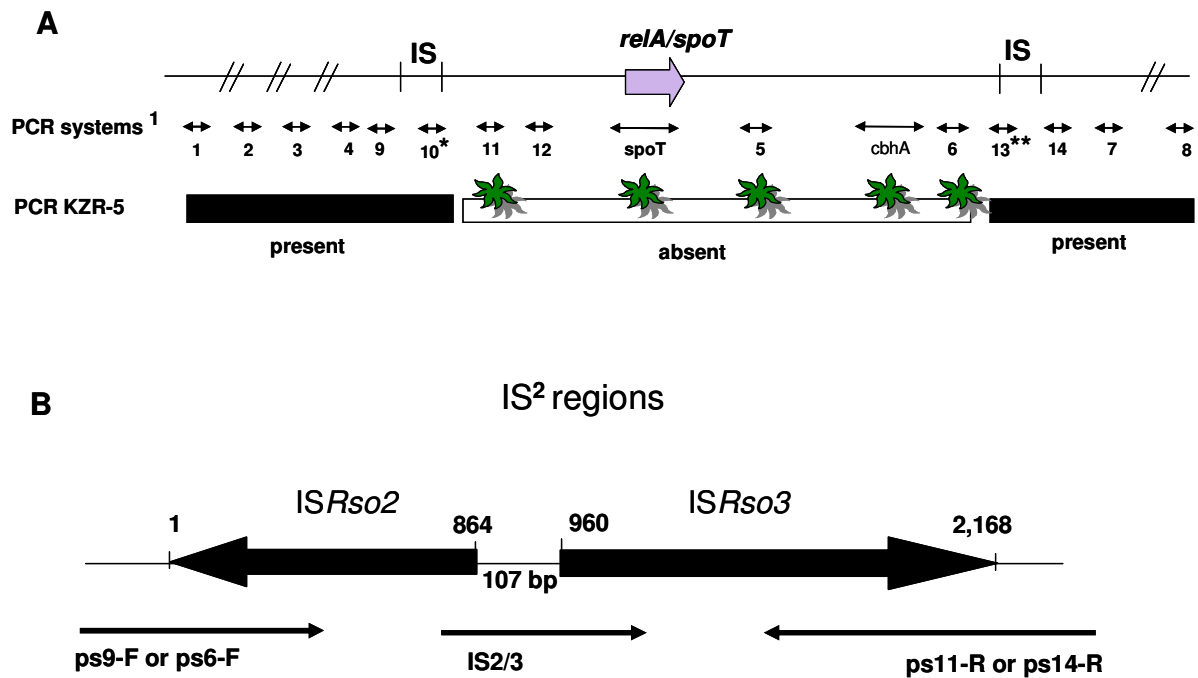 A
relA/spoT
IS IS
PCR systems 1
1 2 3 4 9 10* 11 12 spoT 5 cbhA 6 13** 14 7 8
PCR KZR-5
present absent present
B
IS2 regions
ISRso2 ISRso3
1 864 960 2,168
107 bp
ps9-F or ps6-F IS2/3 ps11-R or ps14-R